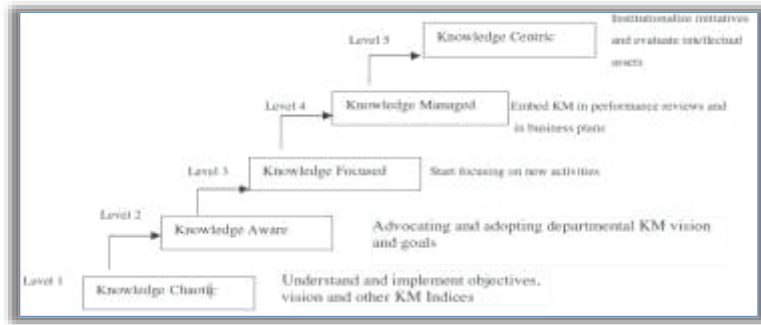 Institutionalize initiatives
and evaluate intellectual
assets
Level 5
Knowledge Centric
Level 4
Knowledge Managed
Embed KM in performance reviews and
in business plans
Level 3
Knowledge Focused
Start focusing on new activities
Level 2
Knowledge Aware
Advocating and adopting departmental KM vision
and goals
Level 1
Knowledge Chaotic
Understand and implement objectives,
vision and other KM Indices